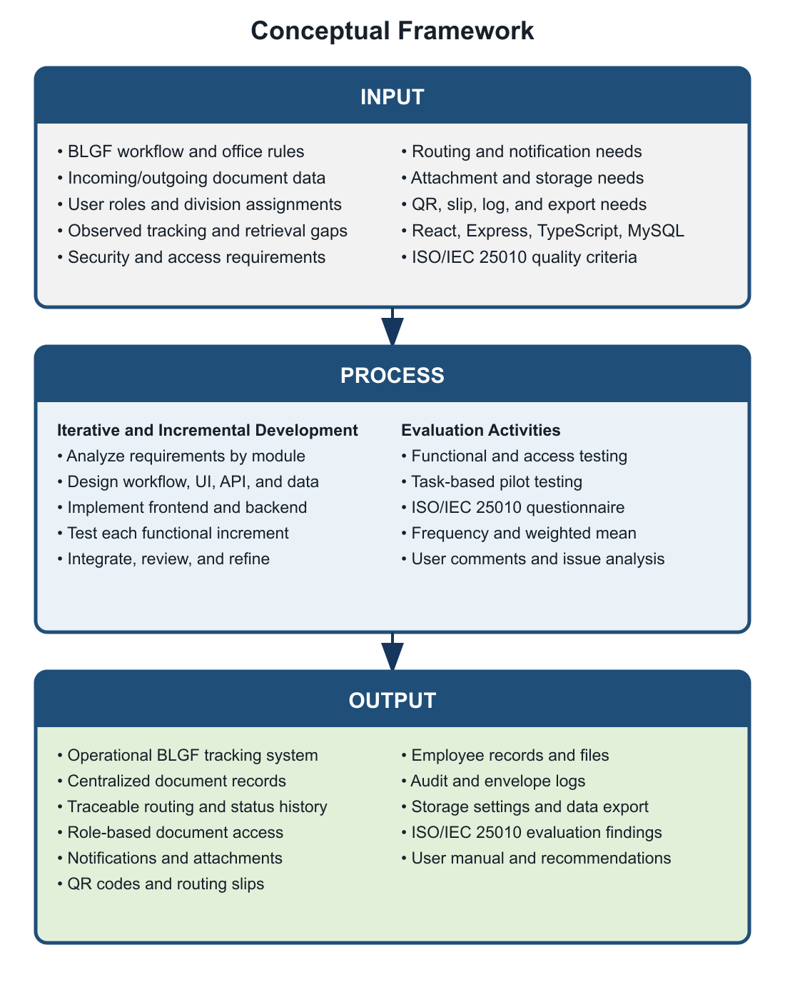 Conceptual Framework
INPUT
• BLGF workflow and office rules
• Incoming/outgoing document data
• User roles and division assignments
• Observed tracking and retrieval gaps
• Security and access requirements
• Routing and notification needs
• Attachment and storage needs
• QR, slip, log, and export needs
• React, Express, TypeScript, MySQL
• ISO/IEC 25010 quality criteria
PROCESS
Iterative and Incremental Development
• Analyze requirements by module
• Design workflow, UI, API, and data
• Implement frontend and backend
• Test each functional increment
• Integrate, review, and refine
Evaluation Activities
• Functional and access testing
• Task-based pilot testing
• ISO/IEC 25010 questionnaire
• Frequency and weighted mean
• User comments and issue analysis
OUTPUT
• Operational BLGF tracking system
• Centralized document records
• Traceable routing and status history
• Role-based document access
• Notifications and attachments
• QR codes and routing slips
• Employee records and files
• Audit and envelope logs
• Storage settings and data export
• ISO/IEC 25010 evaluation findings
• User manual and recommendations